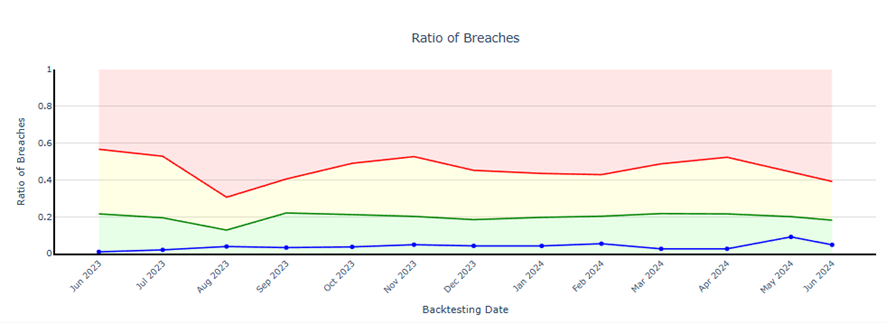 Ratio of Breaches
Ratio of Breaches
1
0.8
0.6
0.4
0.2
0
Jun 2023
Jul 2023
Aug 2023
Sep 2023
Oct 2023
Nov 2023
Dec 2023
Jan 2024
Feb 2024
Mar 2024
Apr 2024
May 2024
Jun 2024
Backtesting Date